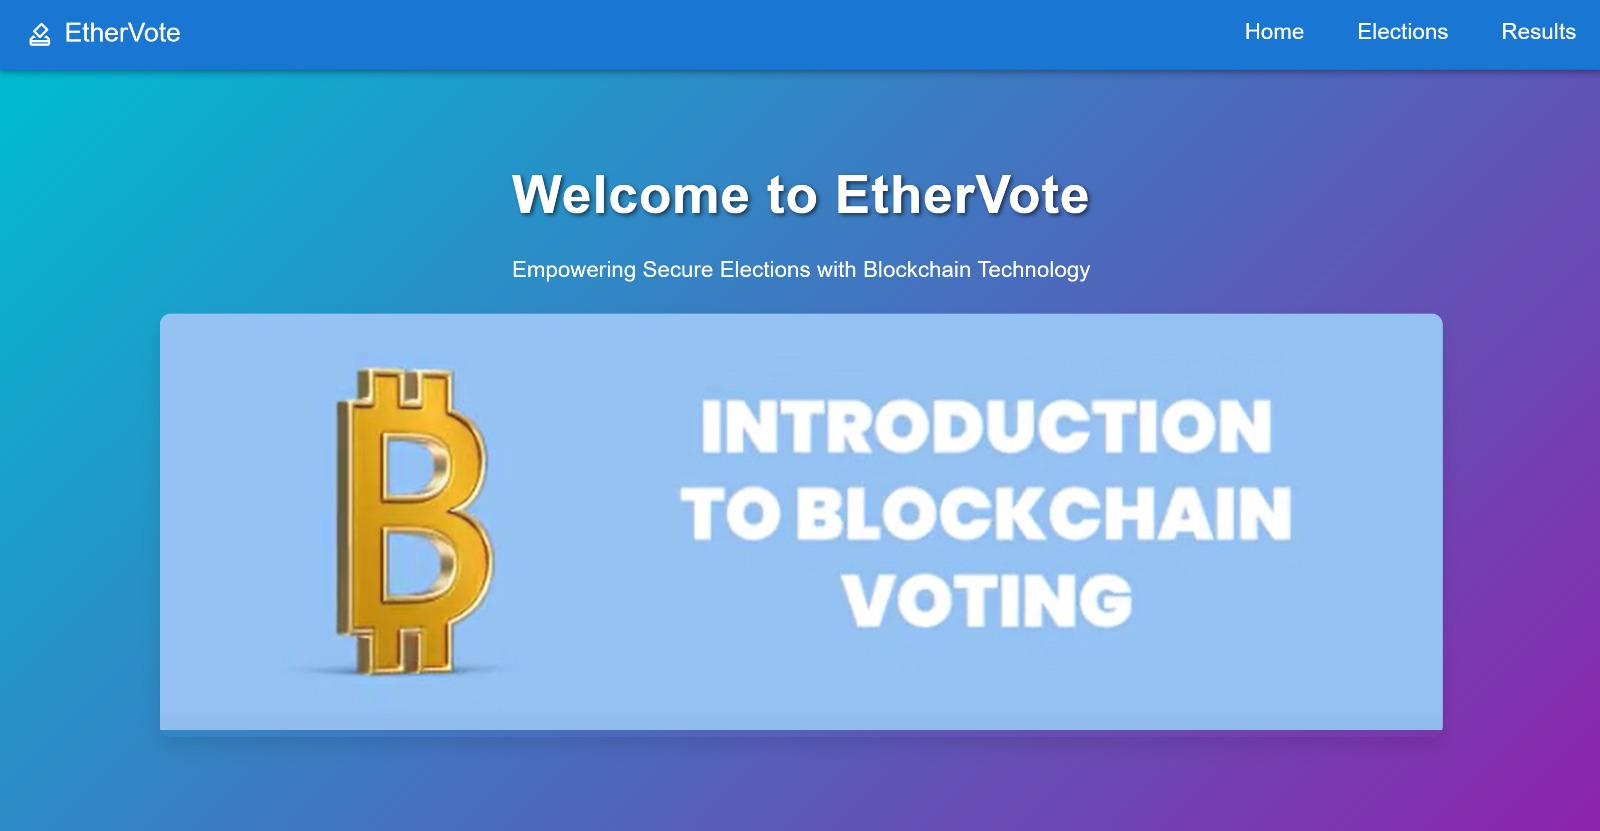 EtherVote
Home Elections Results
Welcome to EtherVote
Empowering Secure Elections with Blockchain Technology
INTRODUCTION
TO BLOCKCHAIN
VOTING